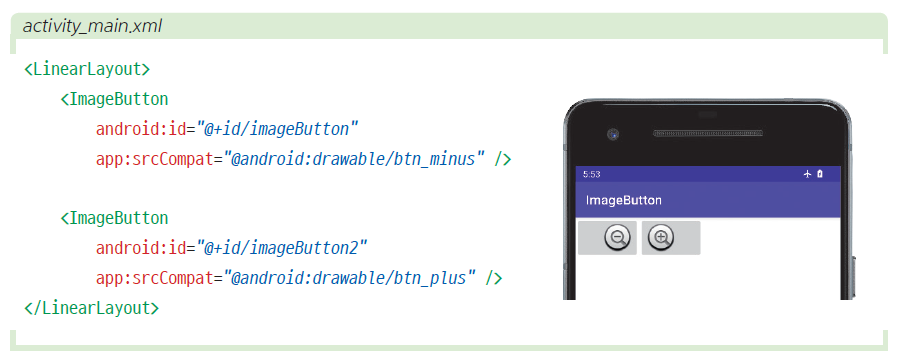 activity_main.xml
<LinearLayout>
<ImageButton
android:id="@+id/imageButton"
app:srcCompat="@android:drawable/btn_minus" />
<ImageButton
android:id="@+id/imageButton2"
app:srcCompat="@android:drawable/btn_plus" />
</LinearLayout>
5:53
ImageButton